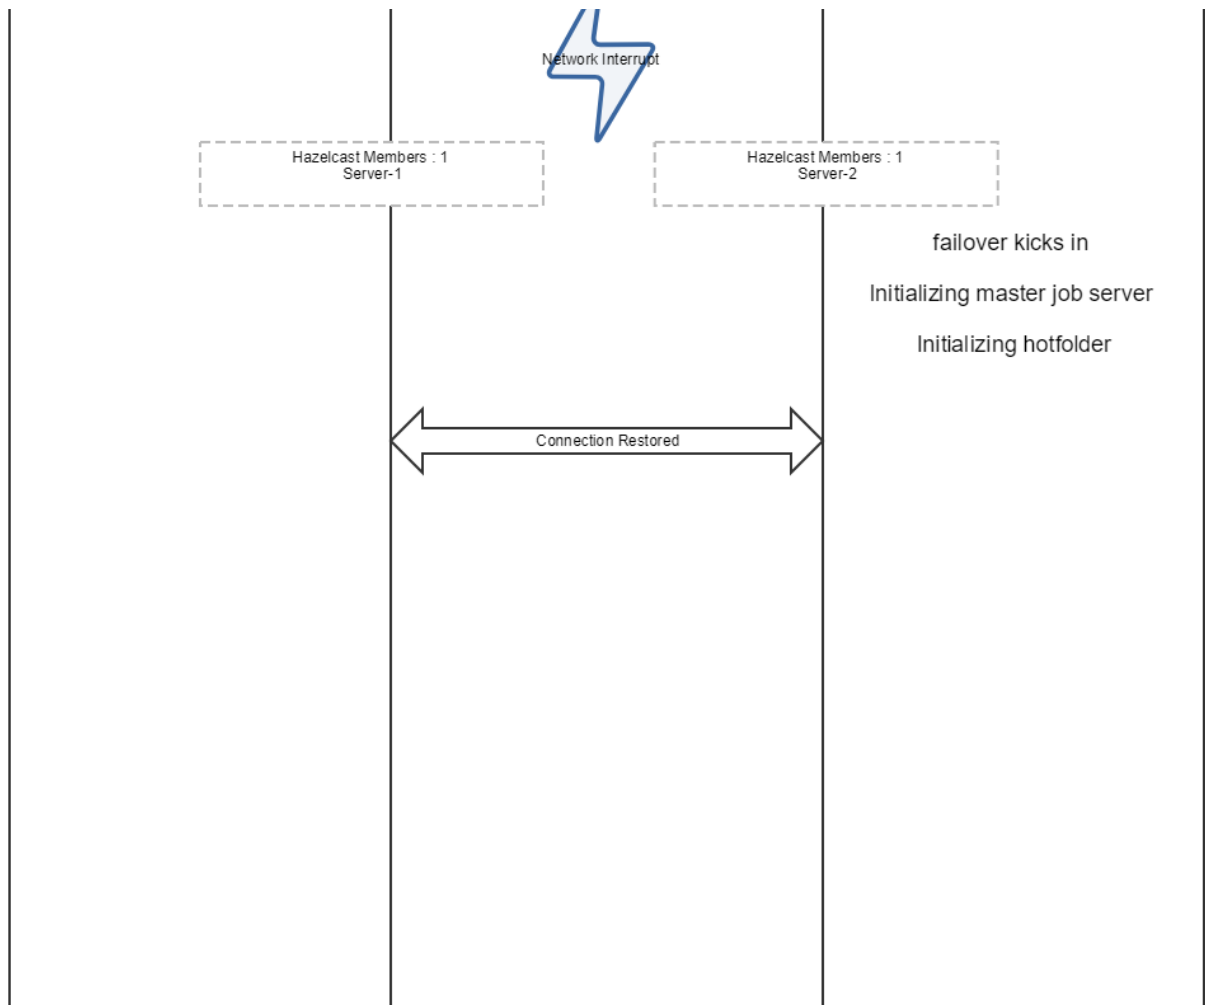 Network Interrupt
Hazelcast Members : 1
Server-1
Hazelcast Members : 1
Server-2
failover kicks in
Initializing master job server
Initializing hotfolder
Connection Restored